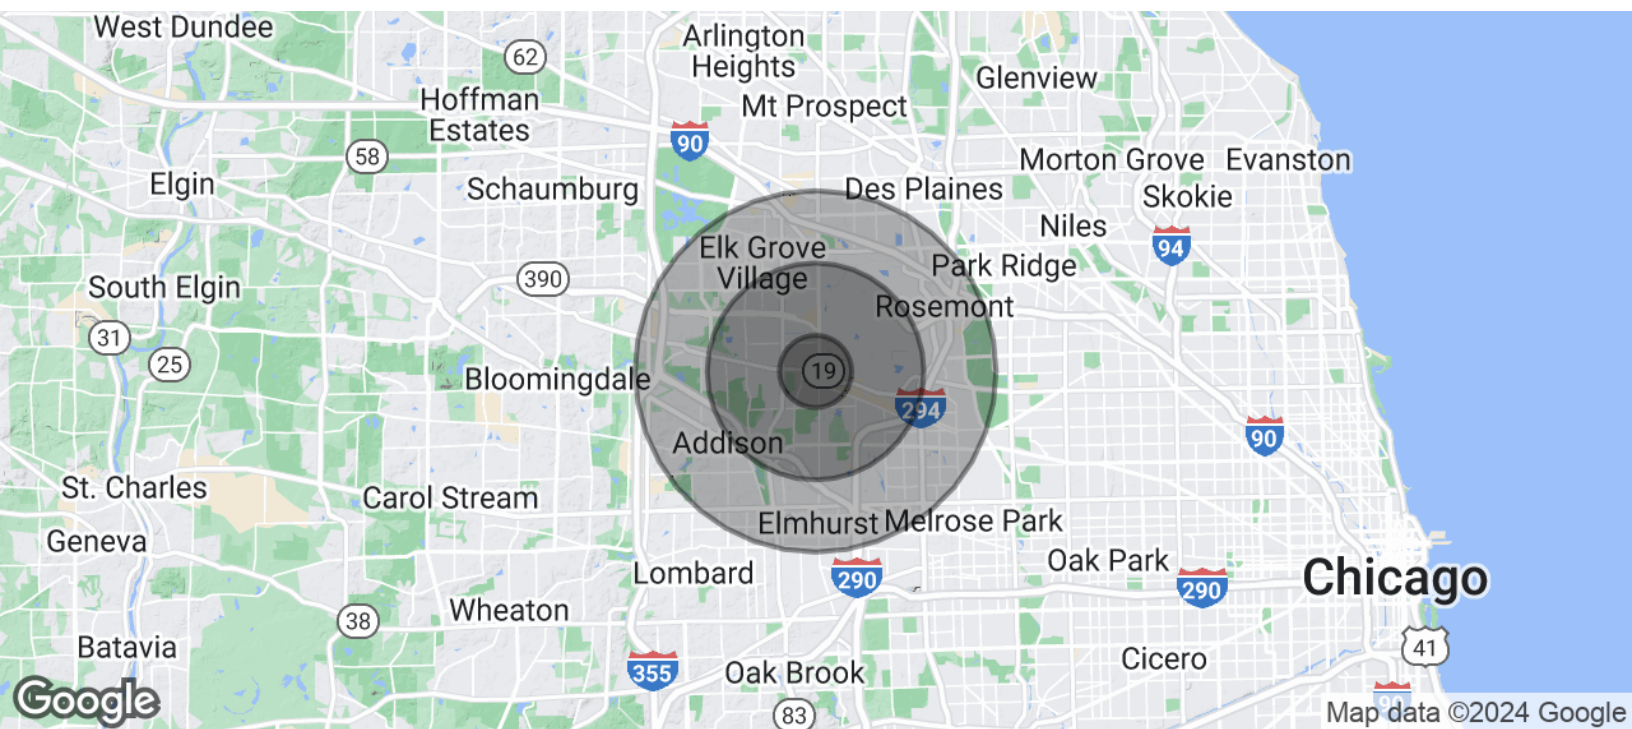 West Dundee
62
Arlington
Heights
Glenview
Hoffman
Estates
Mt Prospect
90
58
Morton Grove
Evanston
Elgin
Schaumburg
Des Plaines
Skokie
Niles
94
Elk Grove
Village
390
Park Ridge
South Elgin
Rosemont
31
25
Bloomingdale
19
294
90
Addison
St. Charles
Carol Stream
Elmhurst
Melrose Park
Geneva
Lombard
290
Oak Park
290
Chicago
Wheaton
38
Batavia
355
Oak Brook
Cicero
41
Google
83
Map data ©2024 Google